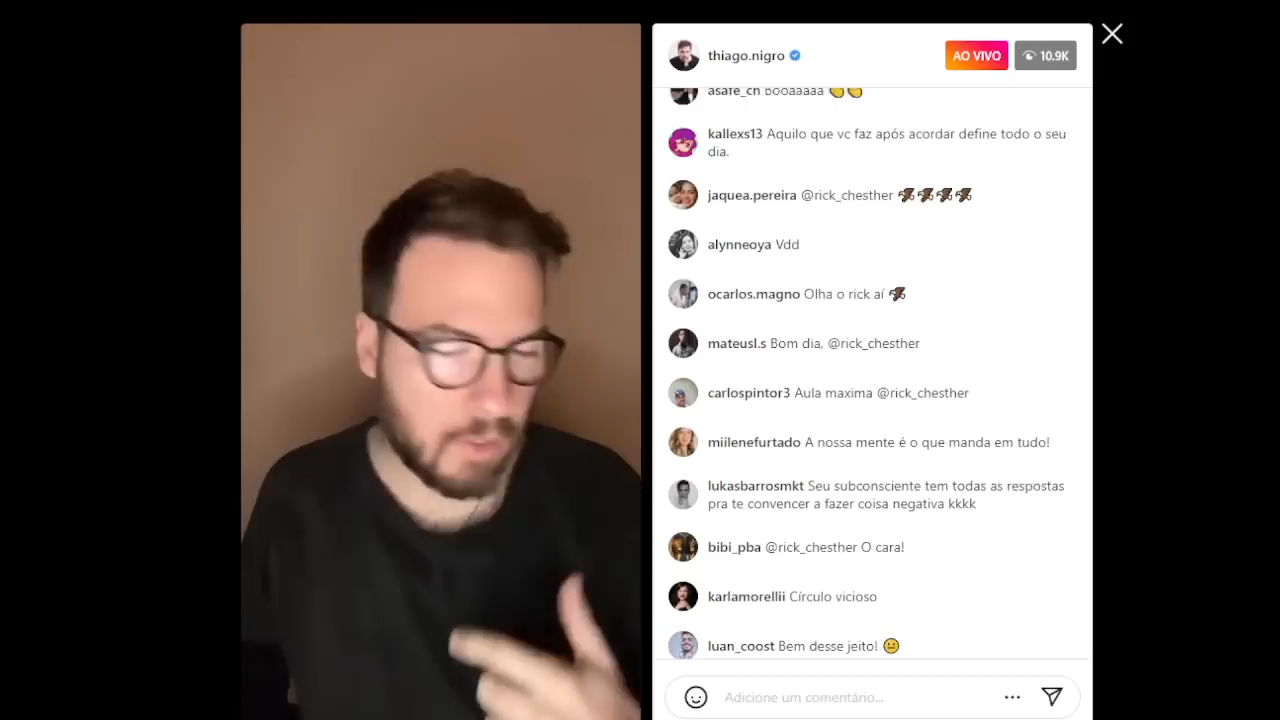 thiago.nigro
AO VIVO
10.9K
asafe_ch Booaaaaa
kallexs13 Aquilo que vc faz após acordar define todo o seu
dia.
jaquea.pereira @rick_chesther
alynneoya Vdd
ocarlos.magno Olha o rick aí
mateusl.s Bom dia, @rick_chesther
carlospintor3 Aula maxima @rick_chesther
miilenefurtado A nossa mente é o que manda em tudo!
lukasbarrosmkt Seu subconsciente tem todas as respostas
pra te convencer a fazer coisa negativa kkkk
bibi_pba @rick_chesther O cara!
karlamorellii Círculo vicioso
luan_coost Bem desse jeito!
Adicione um comentário...